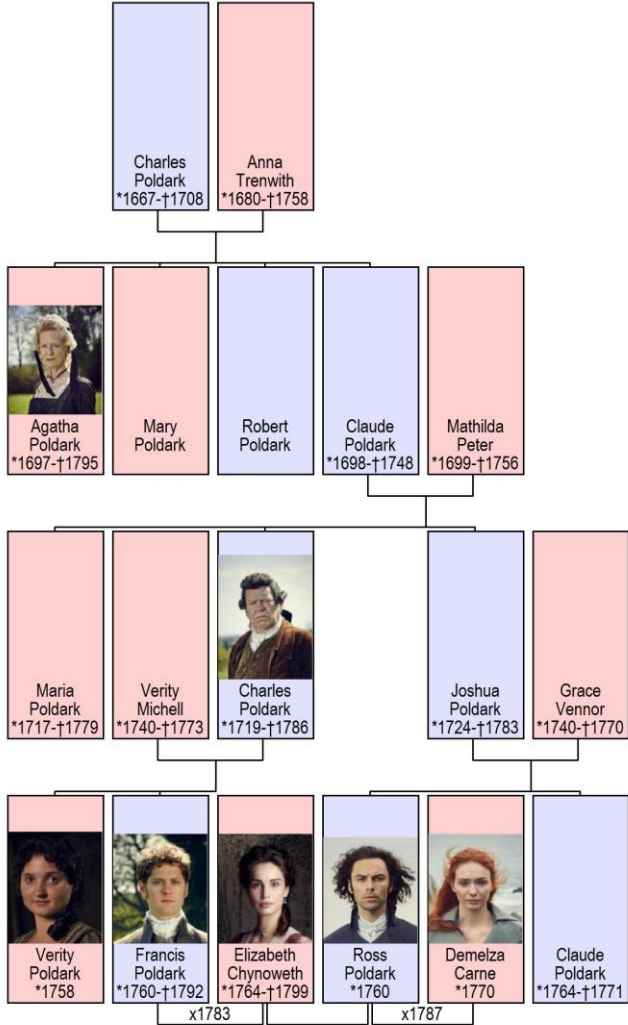 Charles
Poldark
*1667-†1708
Anna
Trenwith
*1680-†1758
Agatha
Poldark
*1697-†1795
Mary
Poldark
Robert
Poldark
Claude
Poldark
*1698-†1748
Mathilda
Peter
*1699-†1756
Maria
Poldark
*1717-†1779
Verity
Michell
*1740-†1773
Charles
Poldark
*1719-†1786
Joshua
Poldark
*1724-†1783
Grace
Vennor
*1740-†1770
Verity
Poldark
*1758
Francis
Poldark
*1760-†1792
Elizabeth
Chynoweth
*1764-†1799
Ross
Poldark
*1760
Demelza
Carne
*1770
Claude
Poldark
*1764-†1771
x1783
x1787